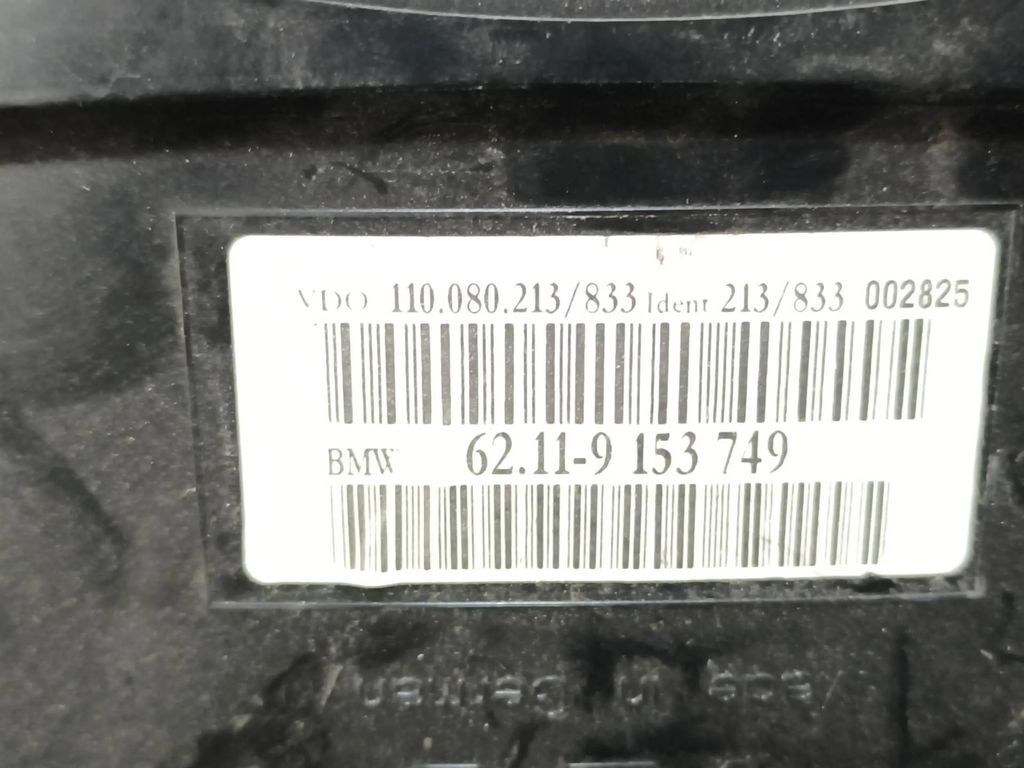 VDO 110.080.213/833 Ident 213/833 002825
BMW 62.11-9 153 749